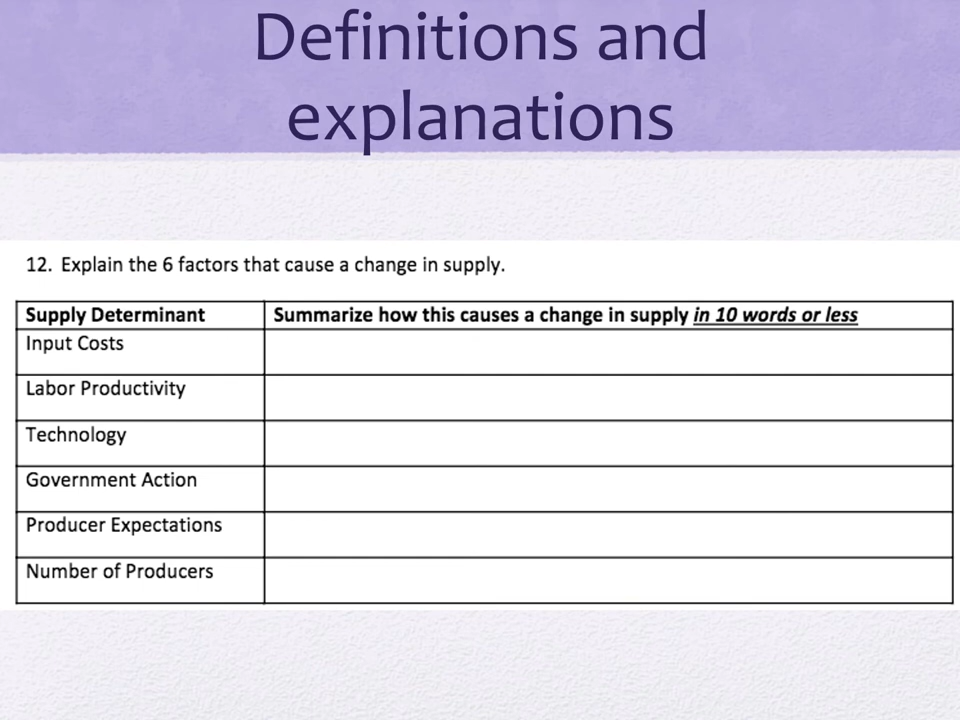 Definitions and
explanations
12. Explain the 6 factors that cause a change in supply.
Supply Determinant Summarize how this causes a change in supply in 10 words or less
Input Costs
Labor Productivity
Technology
Government Action
Producer Expectations
Number of Producers